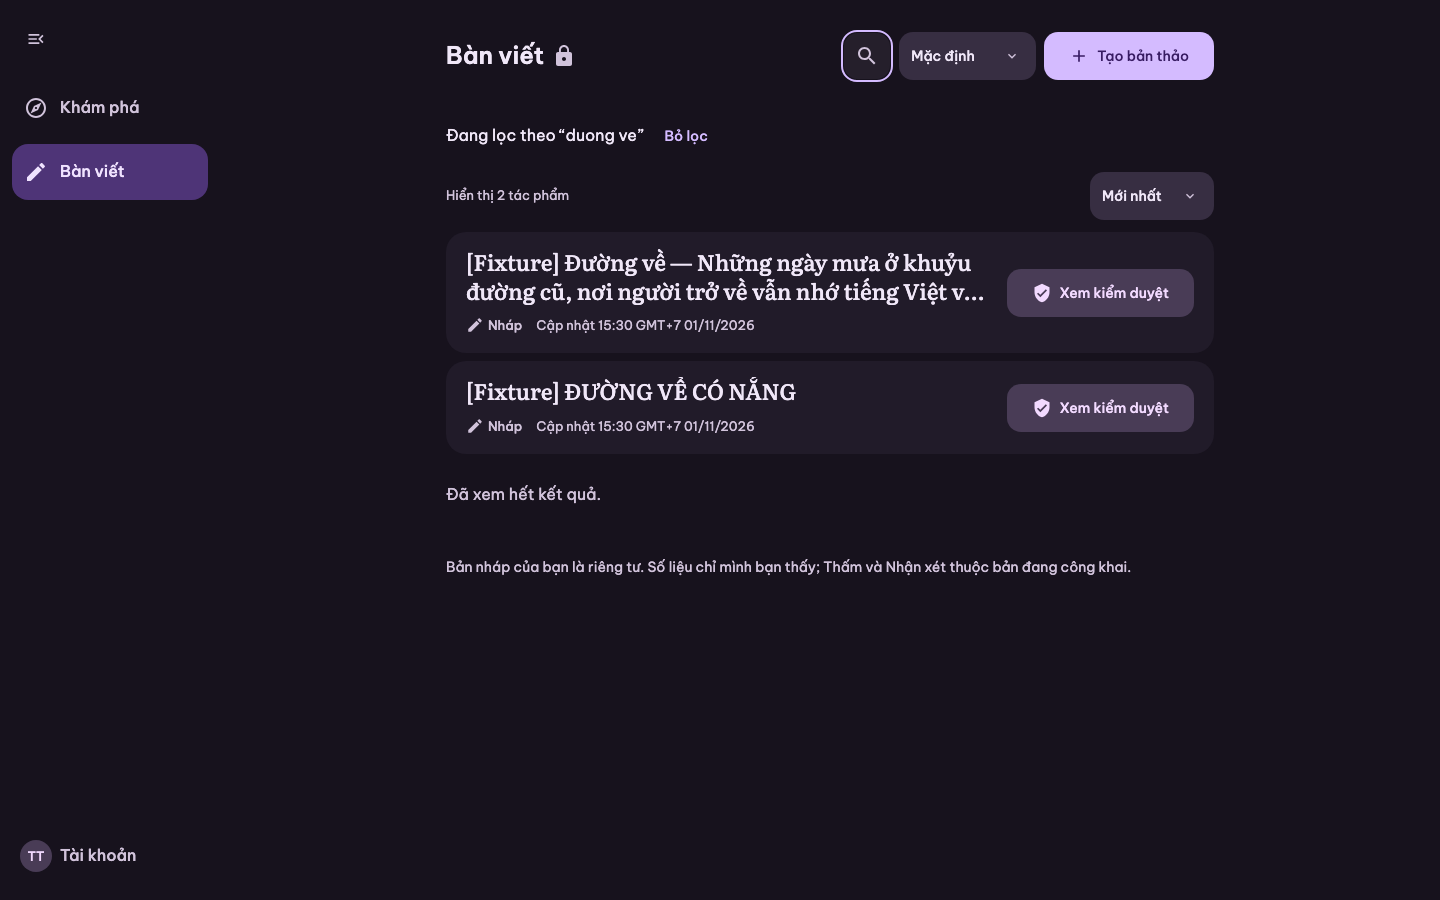 Khám phá
Bàn viết
Tài khoản
TT
Bàn viết
Mặc định
Tạo bản thảo
Đang lọc theo “duong ve”
Bỏ lọc
Hiển thị 2 tác phẩm
Mới nhất
[Fixture] Đường về — Những ngày mưa ở khuỷu
đường cũ, nơi người trở về vẫn nhớ tiếng Việt v…
Nháp
Cập nhật 15:30 GMT+7 01/11/2026
Xem kiểm duyệt
[Fixture] ĐƯỜNG VỀ CÓ NẮNG
Nháp
Cập nhật 15:30 GMT+7 01/11/2026
Xem kiểm duyệt
Đã xem hết kết quả.
Bản nháp của bạn là riêng tư. Số liệu chỉ mình bạn thấy; Thấm và Nhận xét thuộc bản đang công khai.